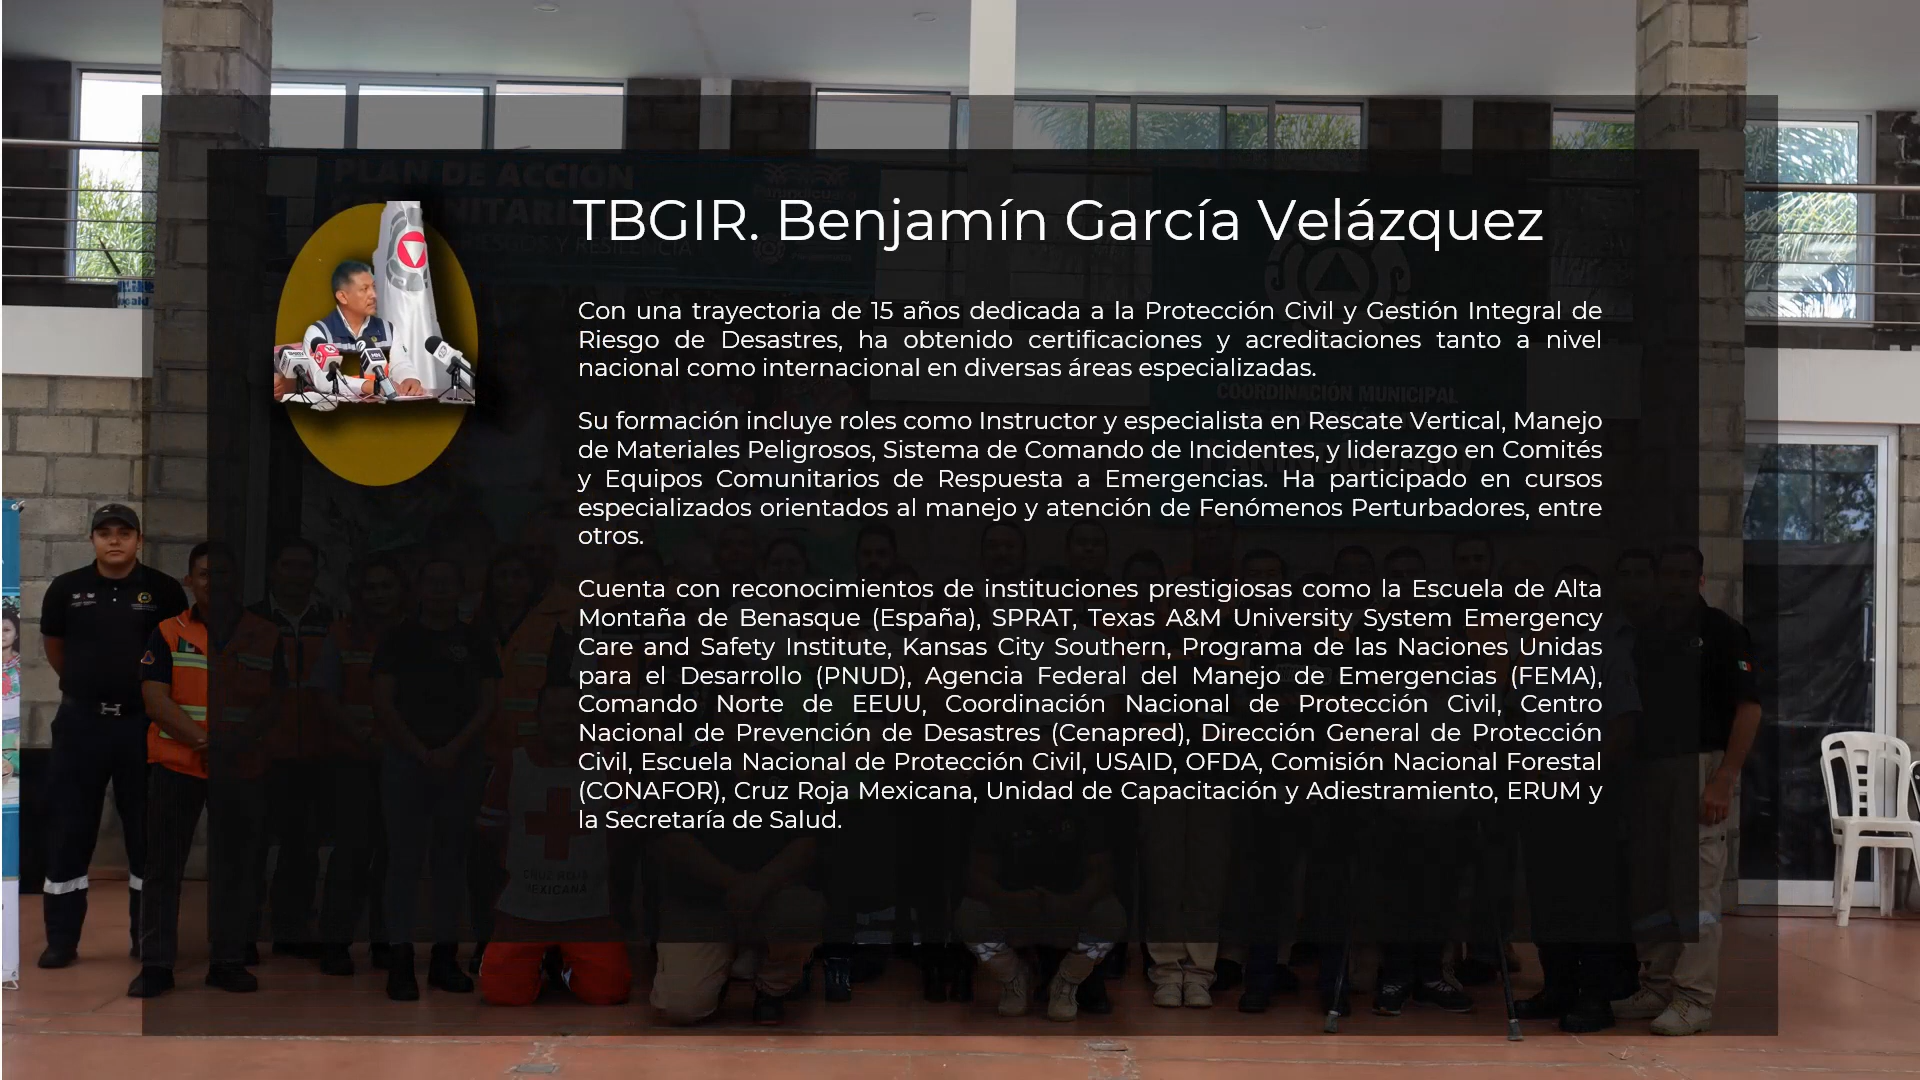 PLAN DE ACCIÓN
TBGIR. Benjamín García Velázquez
Con una trayectoria de 15 años dedicada a la Protección Civil y Gestión Integral de
Riesgo de Desastres, ha obtenido certificaciones y acreditaciones tanto a nivel
nacional como internacional en diversas áreas especializadas.
COORDINACIÓN MUNICIPAL
Su formación incluye roles como Instructor y especialista en Rescate Vertical, Manejo
de Materiales Peligrosos, Sistema de Comando de Incidentes, y liderazgo en Comités
y Equipos Comunitarios de Respuesta a Emergencias. Ha participado en cursos
especializados orientados al manejo y atención de Fenómenos Perturbadores, entre
otros.
Cuenta con reconocimientos de instituciones prestigiosas como la Escuela de Alta
Montaña de Benasque (España), SPRAT, Texas A&M University System Emergency
Care and Safety Institute, Kansas City Southern, Programa de las Naciones Unidas
para el Desarrollo (PNUD), Agencia Federal del Manejo de Emergencias (FEMA),
Comando Norte de EEUU, Coordinación Nacional de Protección Civil, Centro
Nacional de Prevención de Desastres (Cenapred), Dirección General de Protección
Civil, Escuela Nacional de Protección Civil, USAID, OFDA, Comisión Nacional Forestal
(CONAFOR), Cruz Roja Mexicana, Unidad de Capacitación y Adiestramiento, ERUM y
la Secretaría de Salud.
CRUZ ROJA
MEXICANA